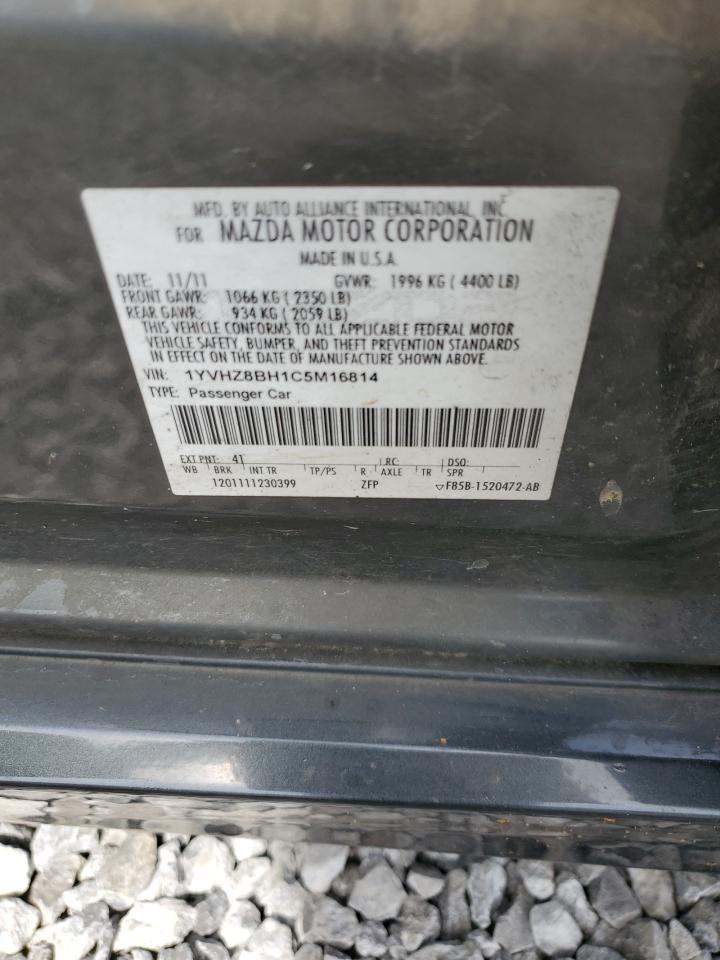 MFD. BY AUTO ALLIANCE INTERNATIONAL, INC
FOR MAZDA MOTOR CORPORATION
MADE IN U.S.A.
DATE: 11/11 GVWR: 1996 KG ( 4400 LB)
FRONT GAWR: 1066 KG ( 2350 LB)
REAR GAWR: 934 KG ( 2059 LB)
THIS VEHICLE CONFORMS TO ALL APPLICABLE FEDERAL MOTOR
VEHICLE SAFETY, BUMPER, AND THEFT PREVENTION STANDARDS
IN EFFECT ON THE DATE OF MANUFACTURE SHOWN ABOVE.
VIN: 1YVHZ8BH1C5M16814
TYPE: Passenger Car
EXT PNT: 41 RC: DSO:
WB BRK INT TR TP/PS R AXLE TR SPR
1201111230399 ZFP F85B-1520472-AB